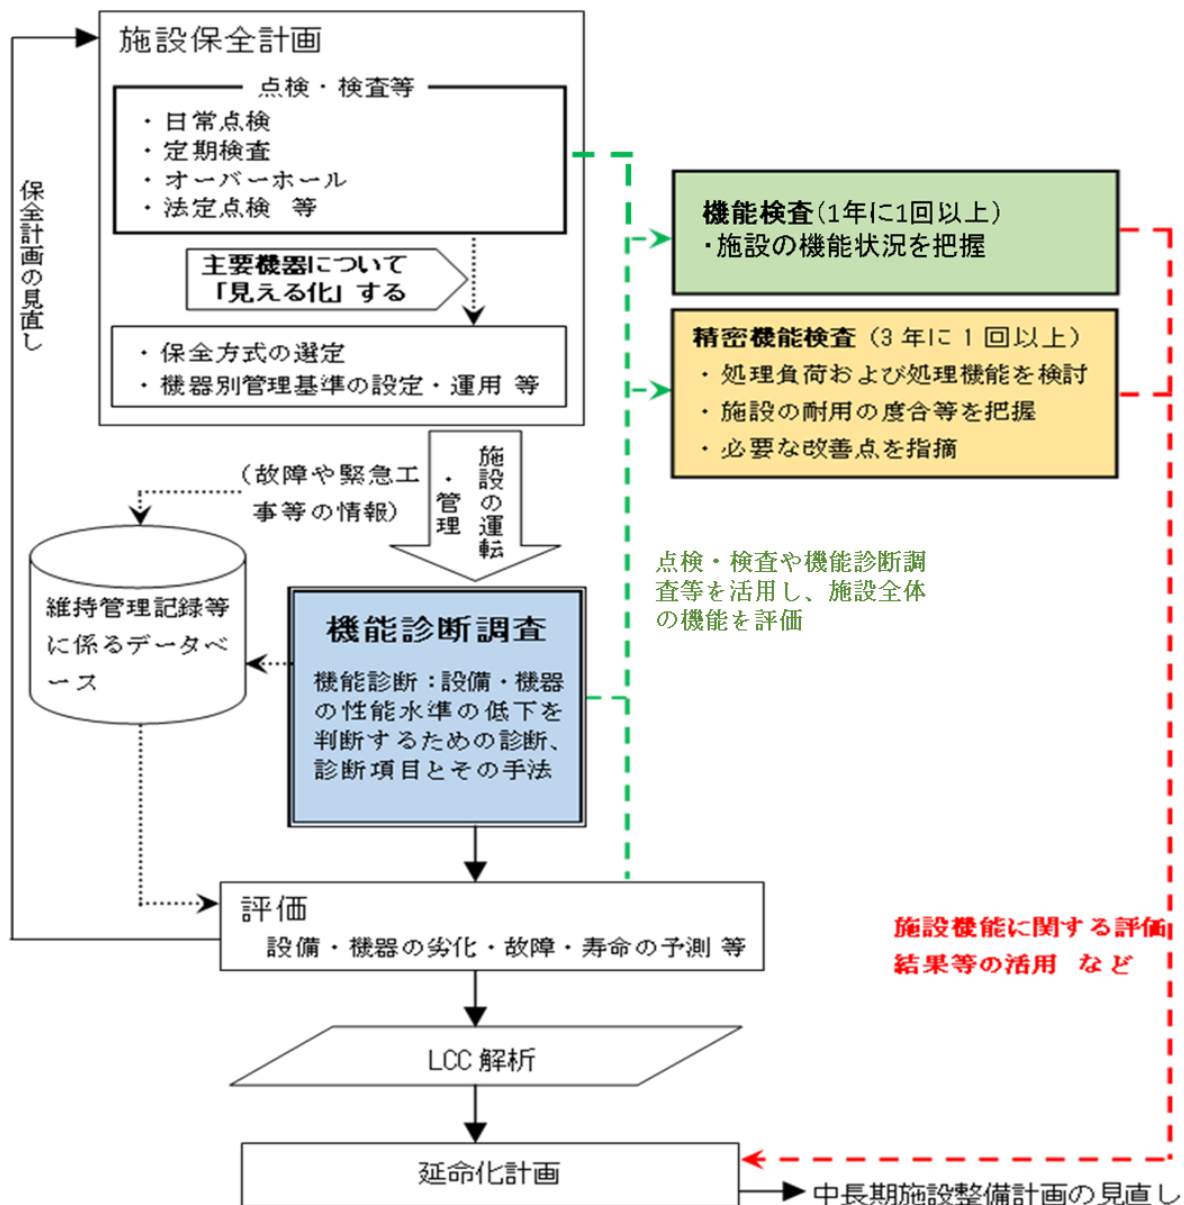 施設保全計画
点検・検査等
・日常点検
・定期検査
・オーバーホール
・法定点検 等
主要機器について
「見える化」する
・保全方式の選定
・機器別管理基準の設定・運用 等
保全計画の見直し
機能検査(1年に1回以上)
・施設の機能状況を把握
精密機能検査(3年に1回以上)
・処理負荷および処理機能を検討
・施設の耐用の度合等を把握
・必要な改善点を指摘
施設の運転
・管理
(故障や緊急工
事等の情報)
維持管理記録等
に係るデータベ
ース
機能診断調査
機能診断:設備・機器
の性能水準の低下を
判断するための診断、
診断項目とその手法
点検・検査や機能診断調
査等を活用し、施設全体
の機能を評価
評価
設備・機器の劣化・故障・寿命の予測 等
施設機能に関する評価
結果等の活用 など
LCC解析
延命化計画
中長期施設整備計画の見直し